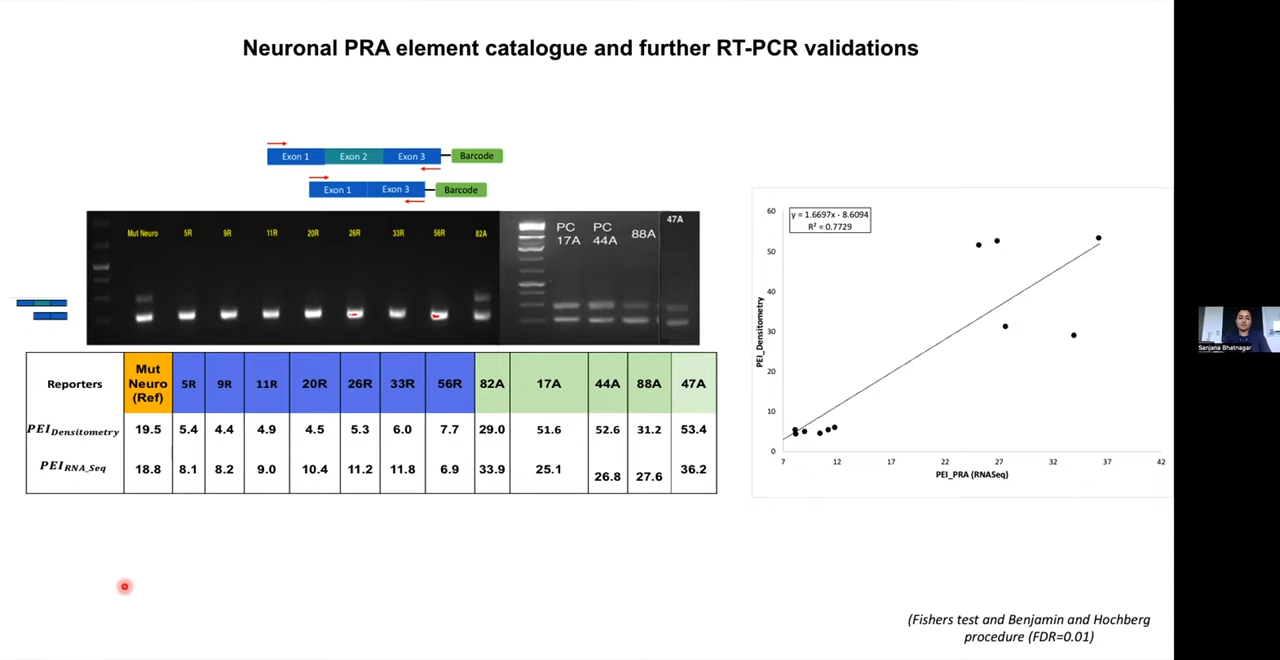 Neuronal PRA element catalogue and further RT-PCR validations
Exon 1 Exon 2 Exon 3 Barcode
Exon 1 Exon 3 Barcode
Mut Neuro 5R 9R 11R 20R 26R 33R 56R 82A
PC PC 47A
17A 44A 88A
Reporters Mut Neuro (Ref) 5R 9R 11R 20R 26R 33R 56R 82A 17A 44A 88A 47A
PEI Densitometry 19.5 5.4 4.4 4.9 4.5 5.3 6.0 7.7 29.0 51.6 52.6 31.2 53.4
PEI RNA_Seq 18.8 8.1 8.2 9.0 10.4 11.2 11.8 6.9 33.9 25.1 26.8 27.6 36.2
y = 1.6697x - 8.6094
R² = 0.7729
PEI_Densitometry
60
50
40
30
20
10
0
7 12 17 22 27 32 37 42
PEI_PRA (RNASeq)
Sanjana Bhatnagar
(Fishers test and Benjamin and Hochberg
procedure (FDR=0.01)